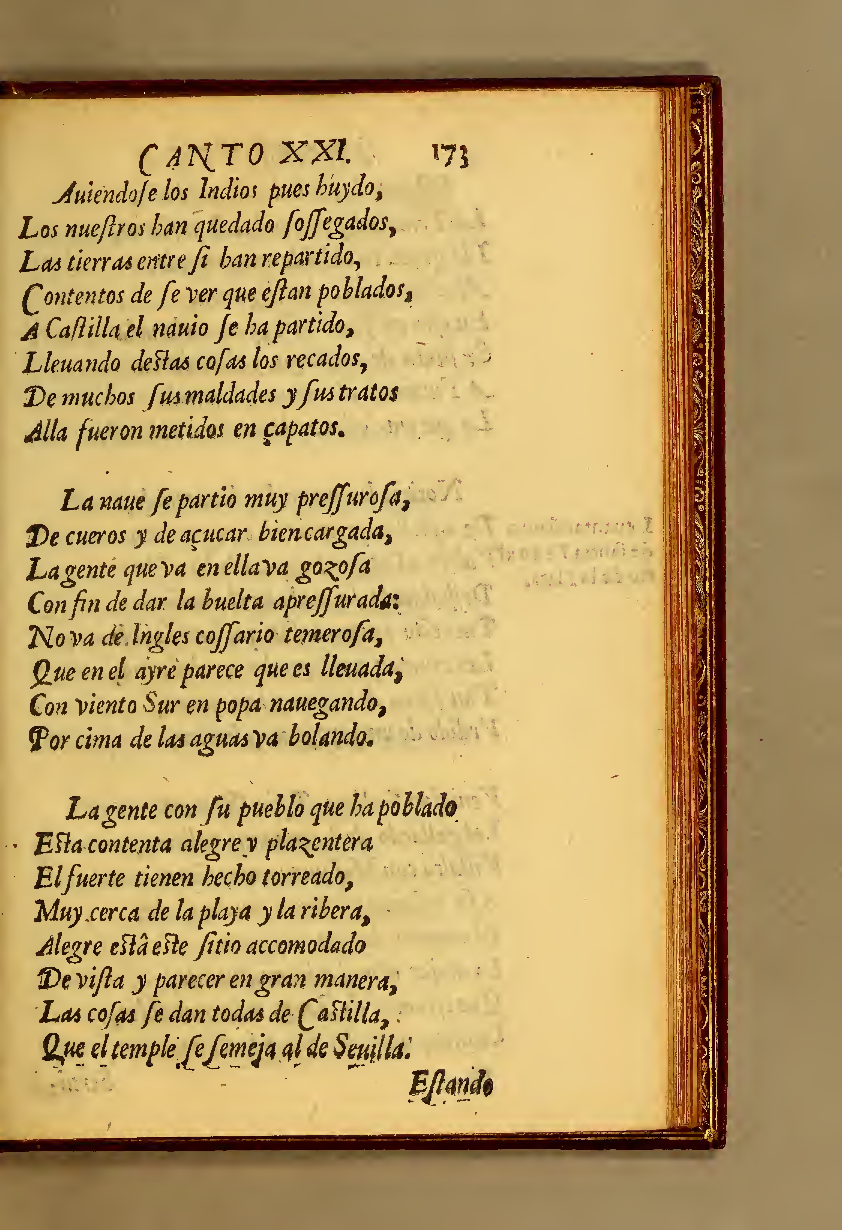 CANTO XXI. 173
Auiendoſe los Indios pues huydo,
Los nueſtros han quedado ſoſſegados,
Las tierras entre ſi han repartido,
Contentos de ſe ver que eſtan poblados,
A Caſtilla el nauio ſe ha partido,
Lleuando deſtas coſas los recados,
De muchos ſus maldades y ſus tratos
Alla fueron metidos en çapatos.
La naue ſe partio muy preſſuroſa,
De cueros y de açucar bien cargada,
La gente que va en ella va gozoſa
Con fin de dar la buelta apreſſurada:
No va de Ingles coſſario temeroſa,
Que en el ayre parece que es lleuada,
Con viento Sur en popa nauegando,
Por cima de las aguas va bolando.
La gente con ſu pueblo que ha poblado
Eſta contenta alegre y plazentera
El fuerte tienen hecho torreado,
Muy cerca de la playa y la ribera,
Alegre eſtâ eſte ſitio accomodado
De viſta y parecer en gran manera,
Las coſas ſe dan todas de Caſtilla,
Que el temple ſe ſemeja al de Seuilla.
Eſtando